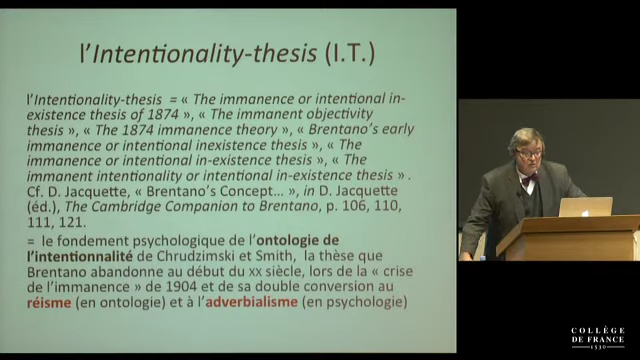 l'Intentionality-thesis (I.T.)
l'Intentionality-thesis = « The immanence or intentional in-
existence thesis of 1874 », « The immanent objectivity
thesis », « The 1874 immanence theory », « Brentano's early
immanence or intentional inexistence thesis », « The
immanence or intentional in-existence thesis », « The
immanent intentionality or intentional in-existence thesis » .
Cf. D. Jacquette, « Brentano's Concept... », in D. Jacquette
(éd.), The Cambridge Companion to Brentano, p. 106, 110,
111, 121.
= le fondement psychologique de l'ontologie de
l'intentionnalité de Chrudzimski et Smith, la thèse que
Brentano abandonne au début du XX siècle, lors de la « crise
de l'immanence » de 1904 et de sa double conversion au
réisme (en ontologie) et à l'adverbialisme (en psychologie)
COLLÈGE
DE FRANCE
1530